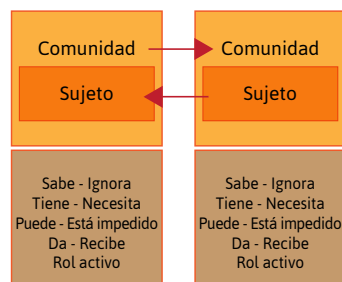 Comunidad
Sujeto
Sabe - Ignora
Tiene - Necesita
Puede - Está impedido
Da - Recibe
Rol activo
Comunidad
Sujeto
Sabe - Ignora
Tiene - Necesita
Puede - Está impedido
Da - Recibe
Rol activo